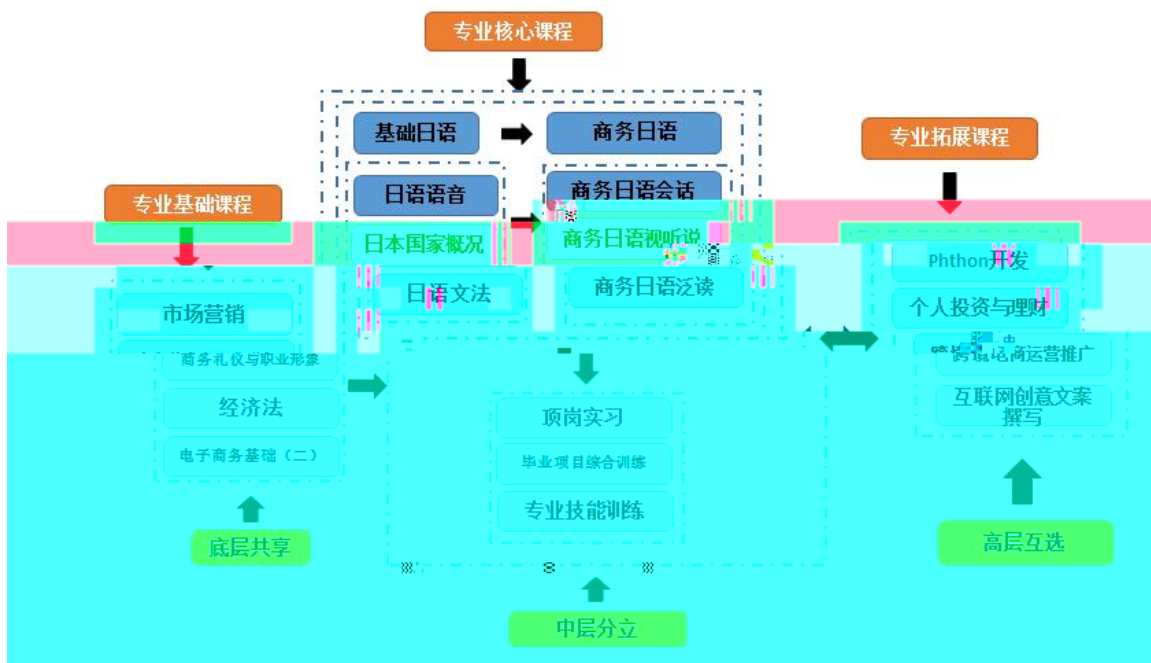 专业核心课程
基础日语
商务日语
专业拓展课程
日语语音
商务日语会话
专业基础课程
日本国家概况
商务日语视听说
Phthon开发
日语文法
商务日语泛读
市场营销
个人投资与理财
商务礼仪与职业形象
电商运营推广
经济法
互联网创意文案
撰写
顶岗实习
电子商务基础（二）
毕业项目综合训练
专业技能训练
底层共享
高层互选
中层分立